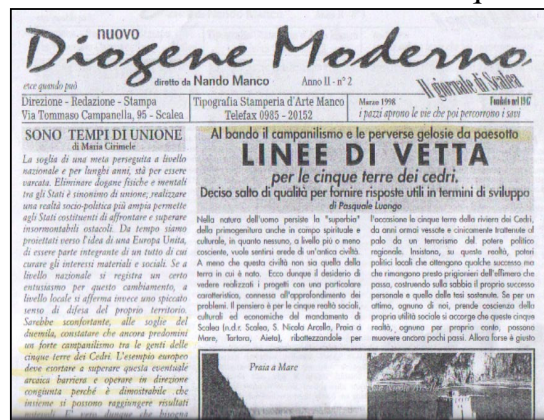 nuovo
Diogene Moderno
esce quando può
diretto da Nando Manco
Anno II - n° 2
Il giornale di Scalea
Direzione - Redazione - Stampa
Via Tommaso Campanella, 95 - Scalea
Tipografia Stamperia d'Arte Manco
Telefax 0985 - 20152
Marzo 1998
Fondato nel 1947
i pazzi aprono le vie che poi percorrono i savi
SONO TEMPI DI UNIONE
di Maria Cirimele
La soglia di una meta perseguita a livello
nazionale e per lunghi anni, stà per essere
varcata. Eliminare dogane fisiche e mentali
tra gli Stati è sinonimo di unione; realizzare
una realtà socio-politica più ampia permette
agli Stati costituenti di affrontare e superare
insormontabili ostacoli. Da tempo siamo
proiettati verso l'idea di una Europa Unita,
di essere parte integrante di un tutto di cui
curare gli interessi materiali e sociali. Se a
livello nazionale si registra un certo
entusiasmo per questo cambiamento, a
livello locale si afferma invece uno spiccato
senso di difesa del proprio territorio.
Sarebbe sconfortante, alle soglie del
duemila, constatare che ancora predomini
un forte campanilismo tra le genti delle
cinque terre dei Cedri. L'esempio europeo
deve esortare a superare questa eventuale
arcaica barriera e operare in direzione
congiunta perché è dimostrabile che
insieme si possono raggiungere risultati
Al bando il campanilismo e le perverse gelosie da paesotto
LINEE DI VETTA
per le cinque terre dei cedri.
Deciso salto di qualità per fornire risposte utili in termini di sviluppo
di Pasquale Luongo
Nella natura dell'uomo persiste la "superbia"
della primogenitura anche in campo spirituale e
culturale, in quanto nessuno, a livello più o meno
cosciente, vuole sentirsi erede di un'antica civiltà.
A meno che questa civiltà non sia quella della
terra in cui è nato. Ecco dunque il desiderio di
vedere realizzati i progetti con una particolare
caratteristica, connessa all'approfondimento dei
problemi. Il pensiero è per le cinque realtà sociali,
culturali ed economiche del mandamento di
Scalea (n.d.r. Scalea, S. Nicola Arcella, Praia a
Mare, Tortora, Aieta), ribattezzandole per
l'occasione le cinque terre della riviera dei Cedri,
da anni ormai vessate e cinicamente trattenute al
palo da un terrorismo del potere politico
regionale. Insistono, su questa realtà, poteri
politici locali che ottengono qualche successo ma
che rimangono presto prigionieri dell'effimero che
passa, costruendo sulla sabbia il proprio successo
personale e quello delle tesi sostenute. Se per un
attimo, ognuno di noi, prende coscienza della
propria utilità sociale si accorge che queste cinque
realtà, ognuna per proprio conto, possono
muovere ancora pochi passi. Allora forse è giusto
Praia a Mare